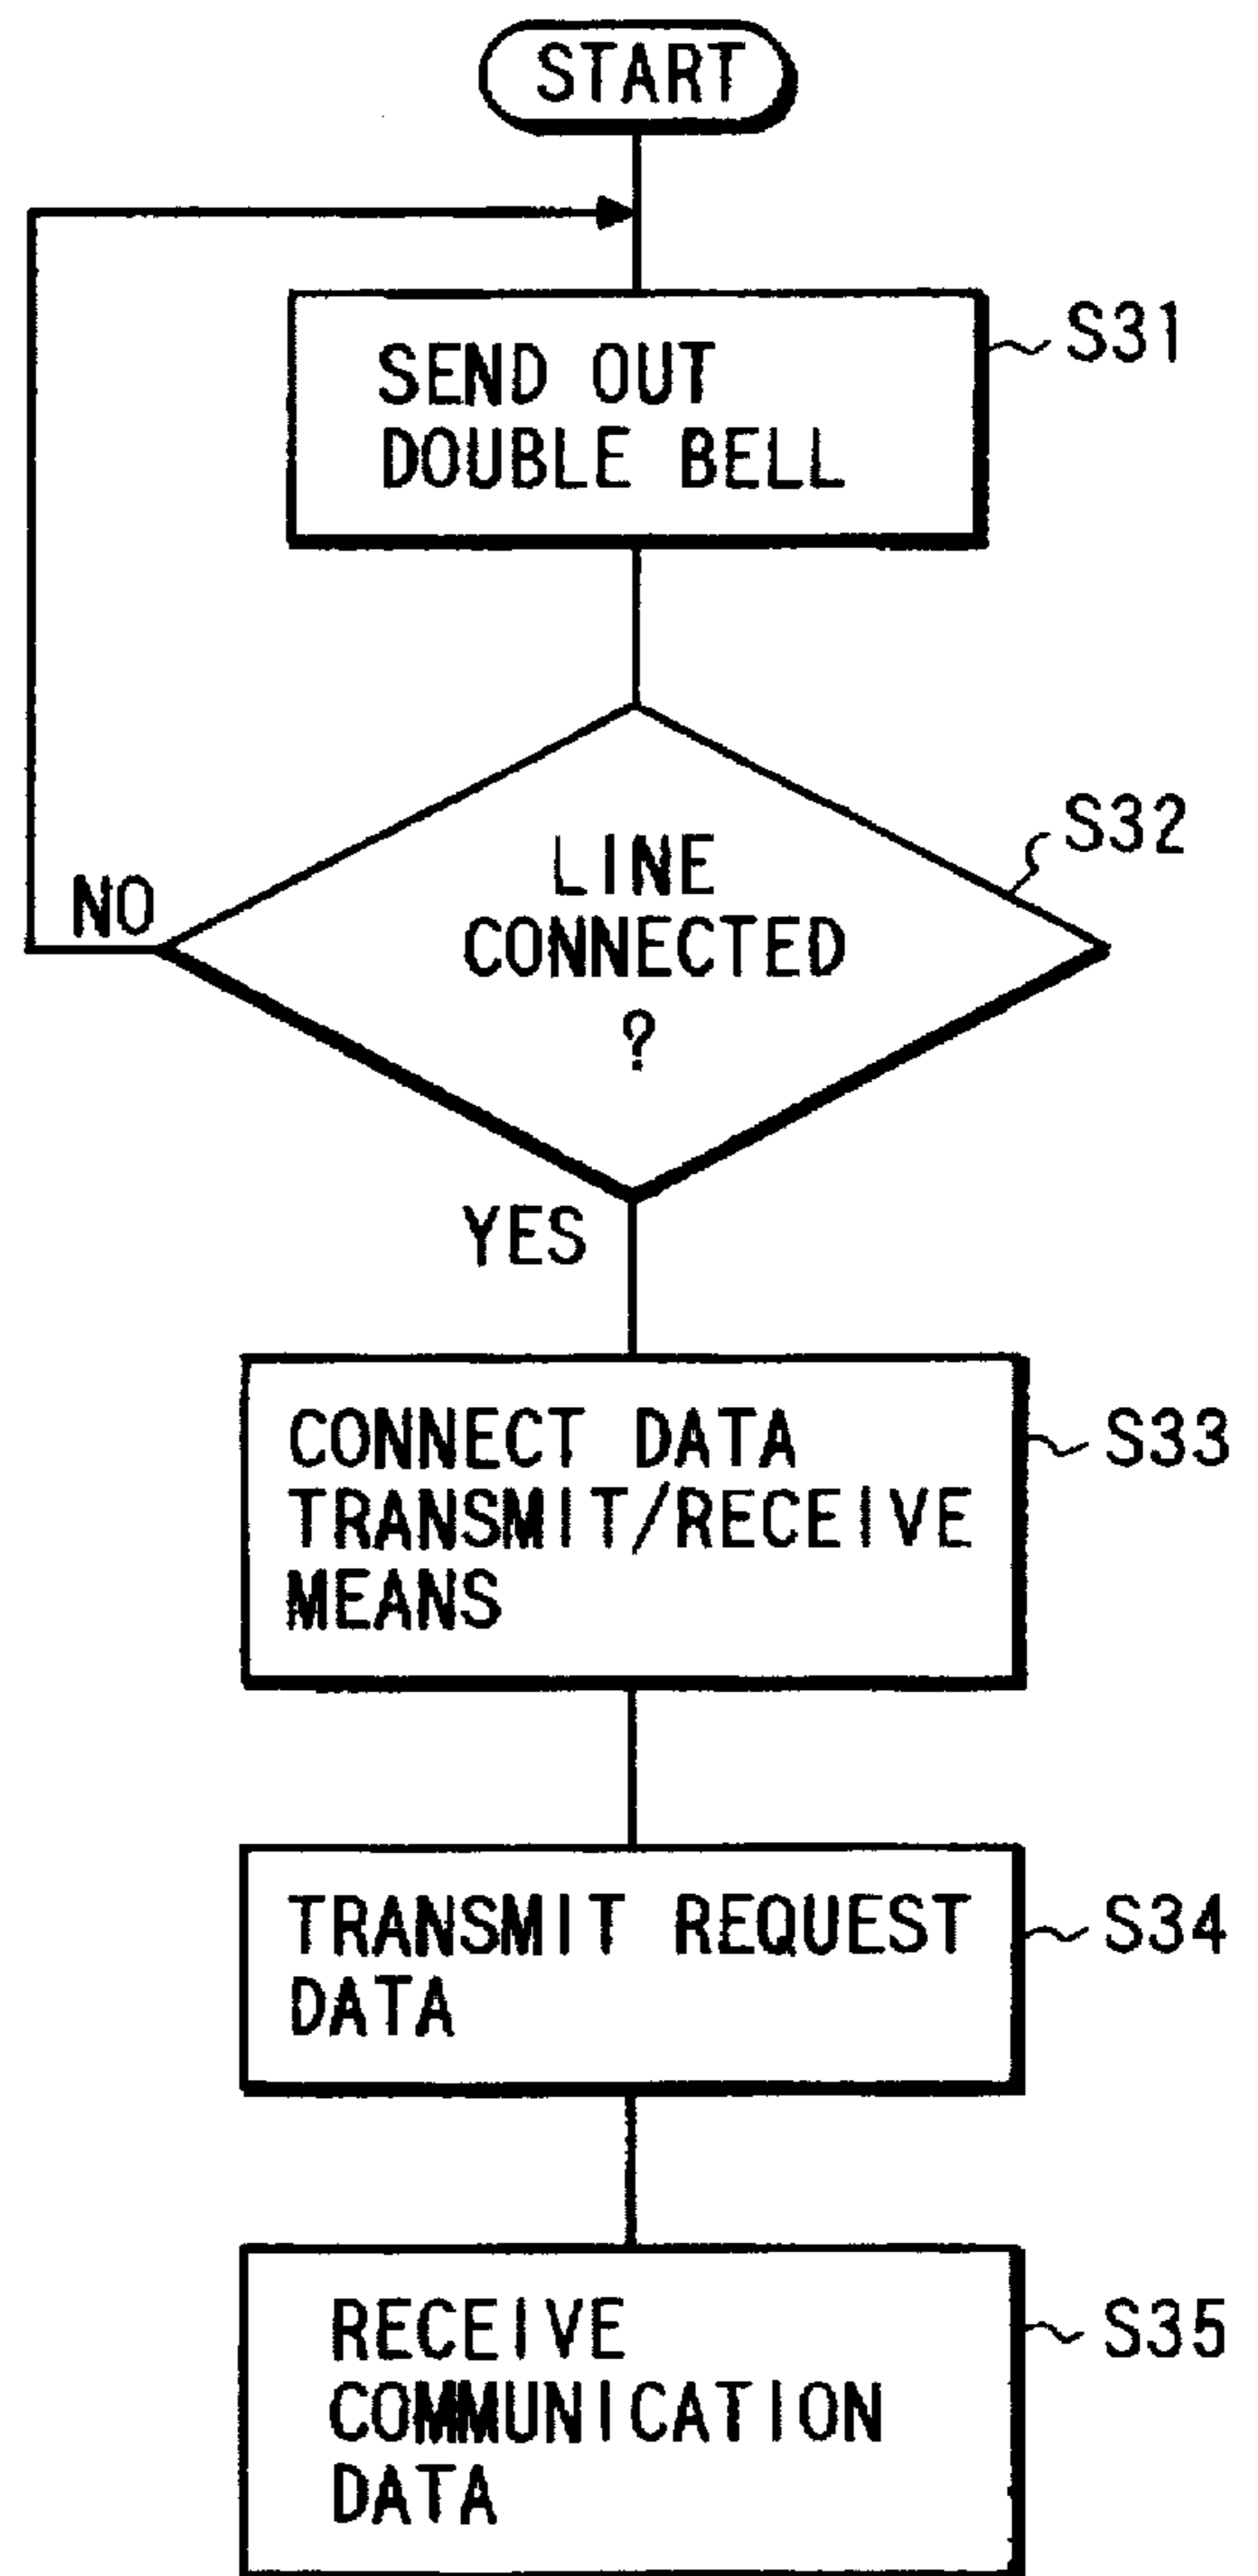 START
SEND OUT
DOUBLE BELL
S31
LINE
CONNECTED
?
S32
NO
YES
CONNECT DATA
TRANSMIT/RECEIVE
MEANS
S33
TRANSMIT REQUEST
DATA
S34
RECEIVE
COMMUNICATION
DATA
S35